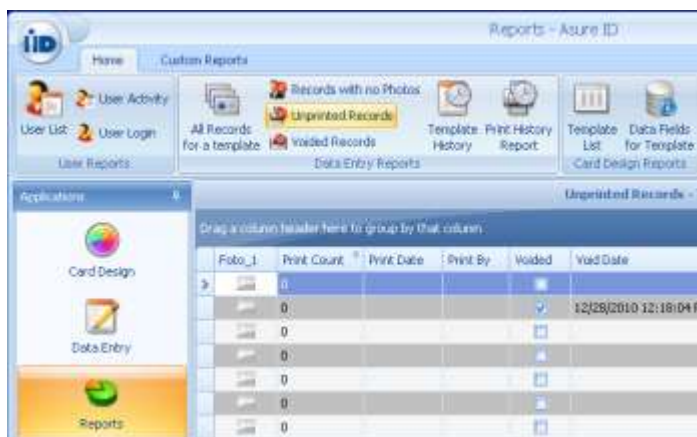 Reports - Asure ID
iID
Home Custom Reports
User List
User Activity
User Login
User Reports
All Records for a template
Records with no Photos
Unprinted Records
Voided Records
Template History
Print History Report
Data Entry Reports
Template List
Data Fields for Template
Card Design Reports
Applications
Unprinted Records -
Drag a column header here to group by that column
Foto_1 Print Count Print Date Print By Voided Void Date
0
0 12/28/2010 12:18:04
0
0
0
0
0
Card Design
Data Entry
Reports